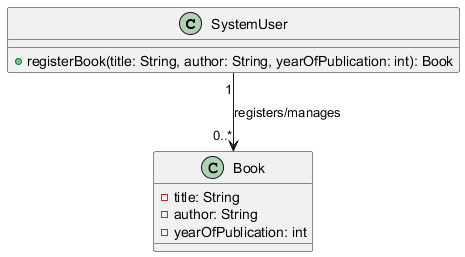 C SystemUser
registerBook(title: String, author: String, yearOfPublication: int): Book
1
registers/manages
0..*
C Book
title: String
author: String
yearOfPublication: int